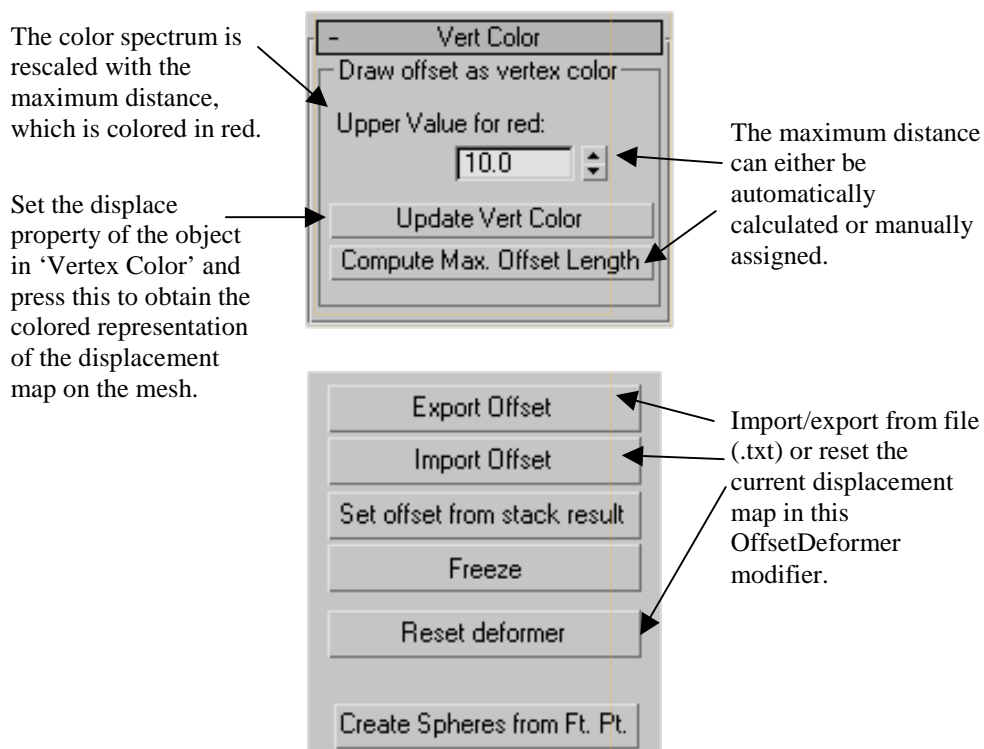 The color spectrum is
rescaled with the
maximum distance,
which is colored in red.
Set the displace
property of the object
in ‘Vertex Color’ and
press this to obtain the
colored representation
of the displacement
map on the mesh.
- Vert Color
Draw offset as vertex color
Upper Value for red:
10.0
Update Vert Color
Compute Max. Offset Length
The maximum distance
can either be
automatically
calculated or manually
assigned.
Export Offset
Import Offset
Set offset from stack result
Freeze
Reset deformer
Create Spheres from Ft. Pt.
Import/export from file
(.txt) or reset the
current displacement
map in this
OffsetDeformer
modifier.